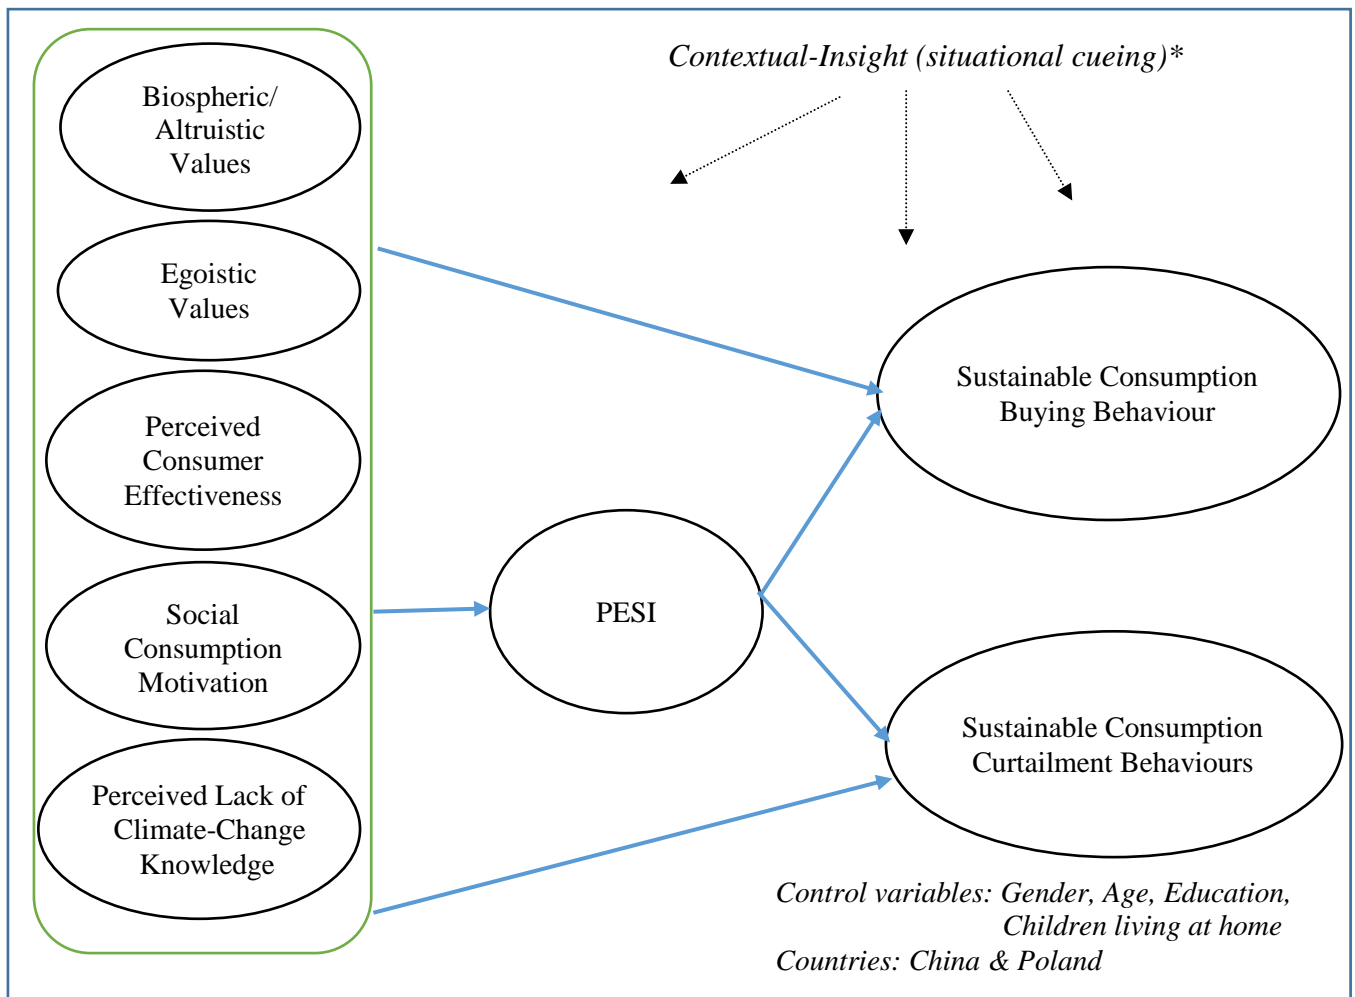 Contextual-Insight (situational cueing)*
Biospheric/
Altruistic
Values
Egoistic
Values
Perceived
Consumer
Effectiveness
Social
Consumption
Motivation
Perceived Lack of
Climate-Change
Knowledge
PESI
Sustainable Consumption
Buying Behaviour
Sustainable Consumption
Curtailment Behaviours
Control variables: Gender, Age, Education,
Children living at home
Countries: China & Poland